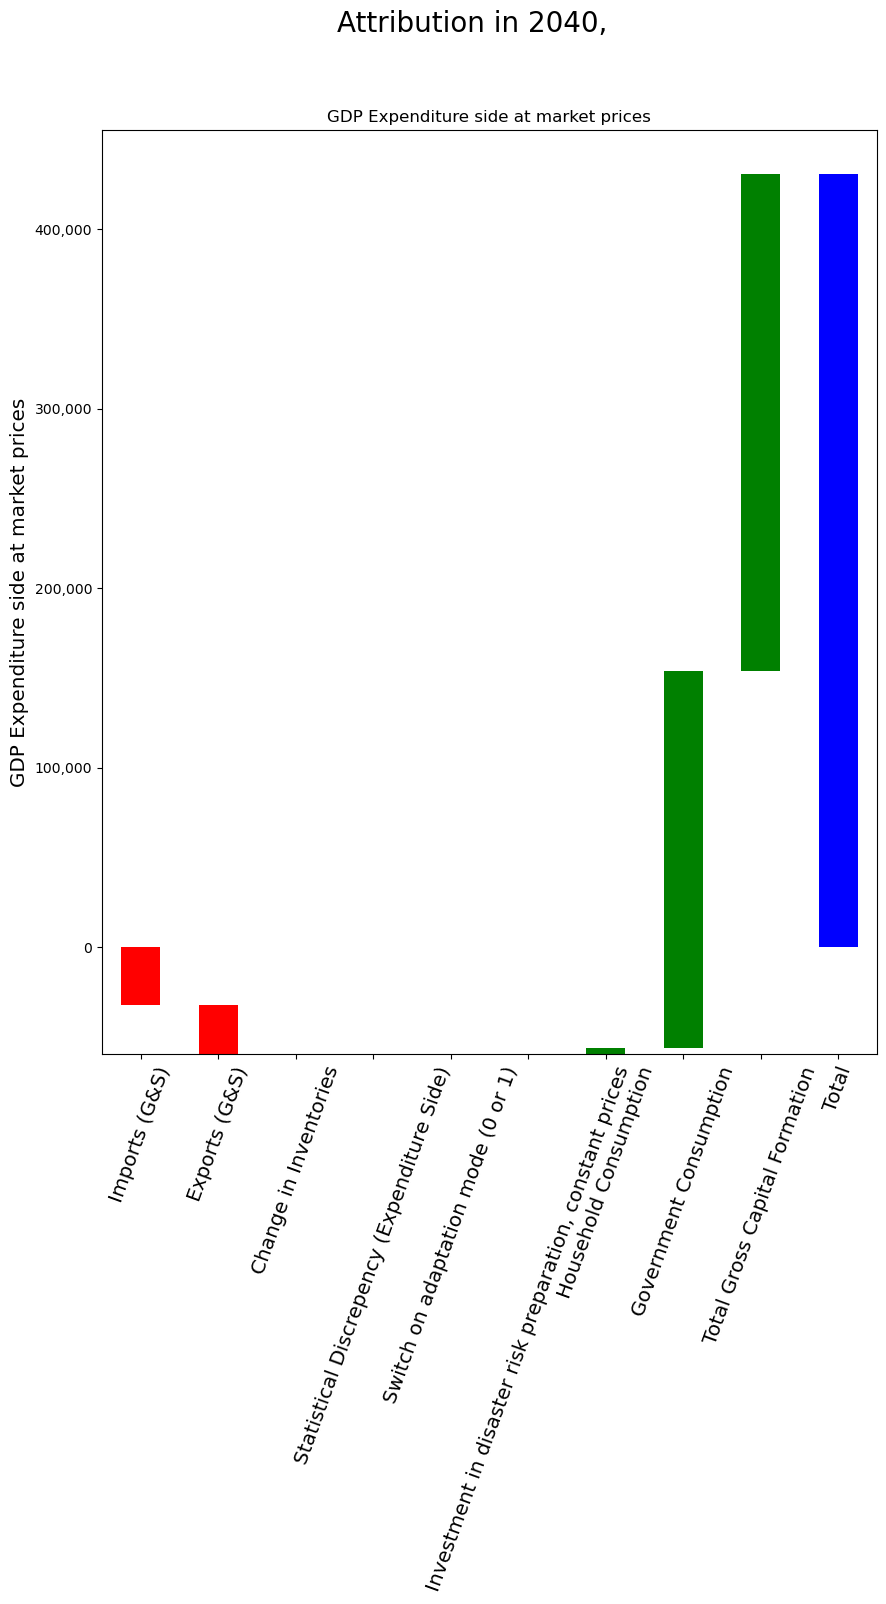 Attribution in 2040,
GDP Expenditure side at market prices
GDP Expenditure side at market prices
400,000
300,000
200,000
100,000
0
Imports (G&S)
Exports (G&S)
Change in Inventories
Statistical Discrepency (Expenditure Side)
Switch on adaptation mode (0 or 1)
Investment in disaster risk preparation, constant prices
Household Consumption
Government Consumption
Total Gross Capital Formation
Total